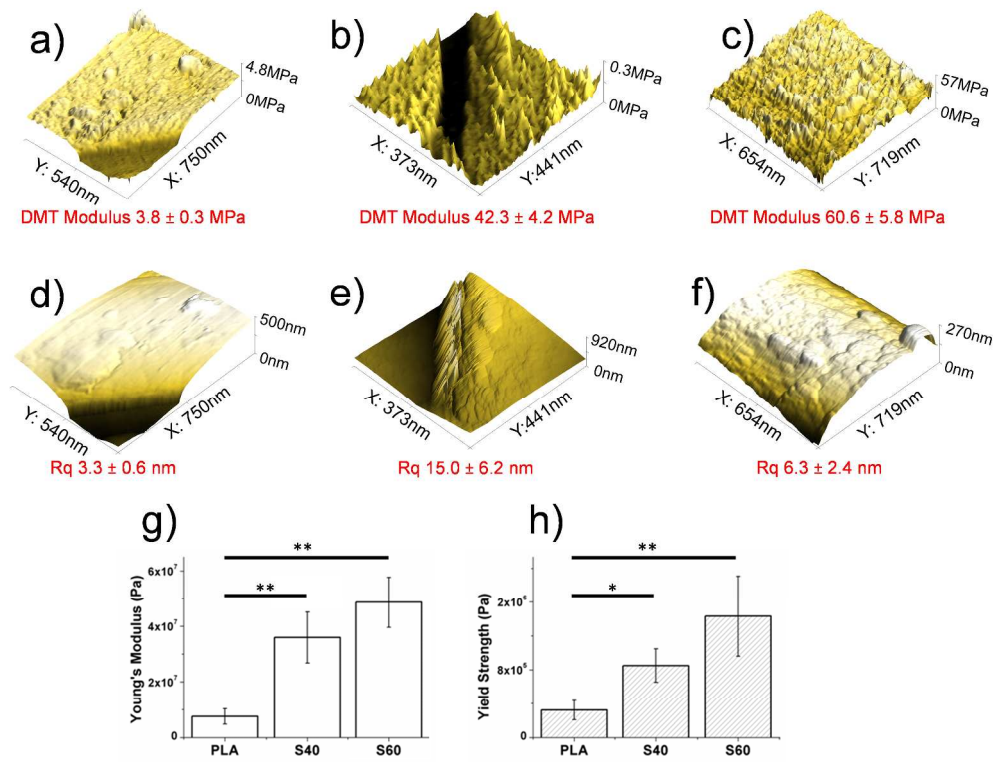 a)
4.8MPa
0MPa
Y: 540nm
X: 750nm
DMT Modulus 3.8 ± 0.3 MPa
b)
0.3MPa
0MPa
X: 373nm
Y:441nm
DMT Modulus 42.3 ± 4.2 MPa
c)
57MPa
0MPa
X: 654nm
Y: 719nm
DMT Modulus 60.6 ± 5.8 MPa
d)
500nm
0nm
Y: 540nm
X: 750nm
Rq 3.3 ± 0.6 nm
e)
920nm
0nm
X: 373nm
Y:441nm
Rq 15.0 ± 6.2 nm
f)
270nm
0nm
X: 654nm
Y: 719nm
Rq 6.3 ± 2.4 nm
g)
**
**
Young's Modulus (Pa)
6x10⁷
4x10⁷
2x10⁷
0
PLA S40 S60
h)
**
*
Yield Strength (Pa)
2x10⁶
8x10⁵
0
PLA S40 S60